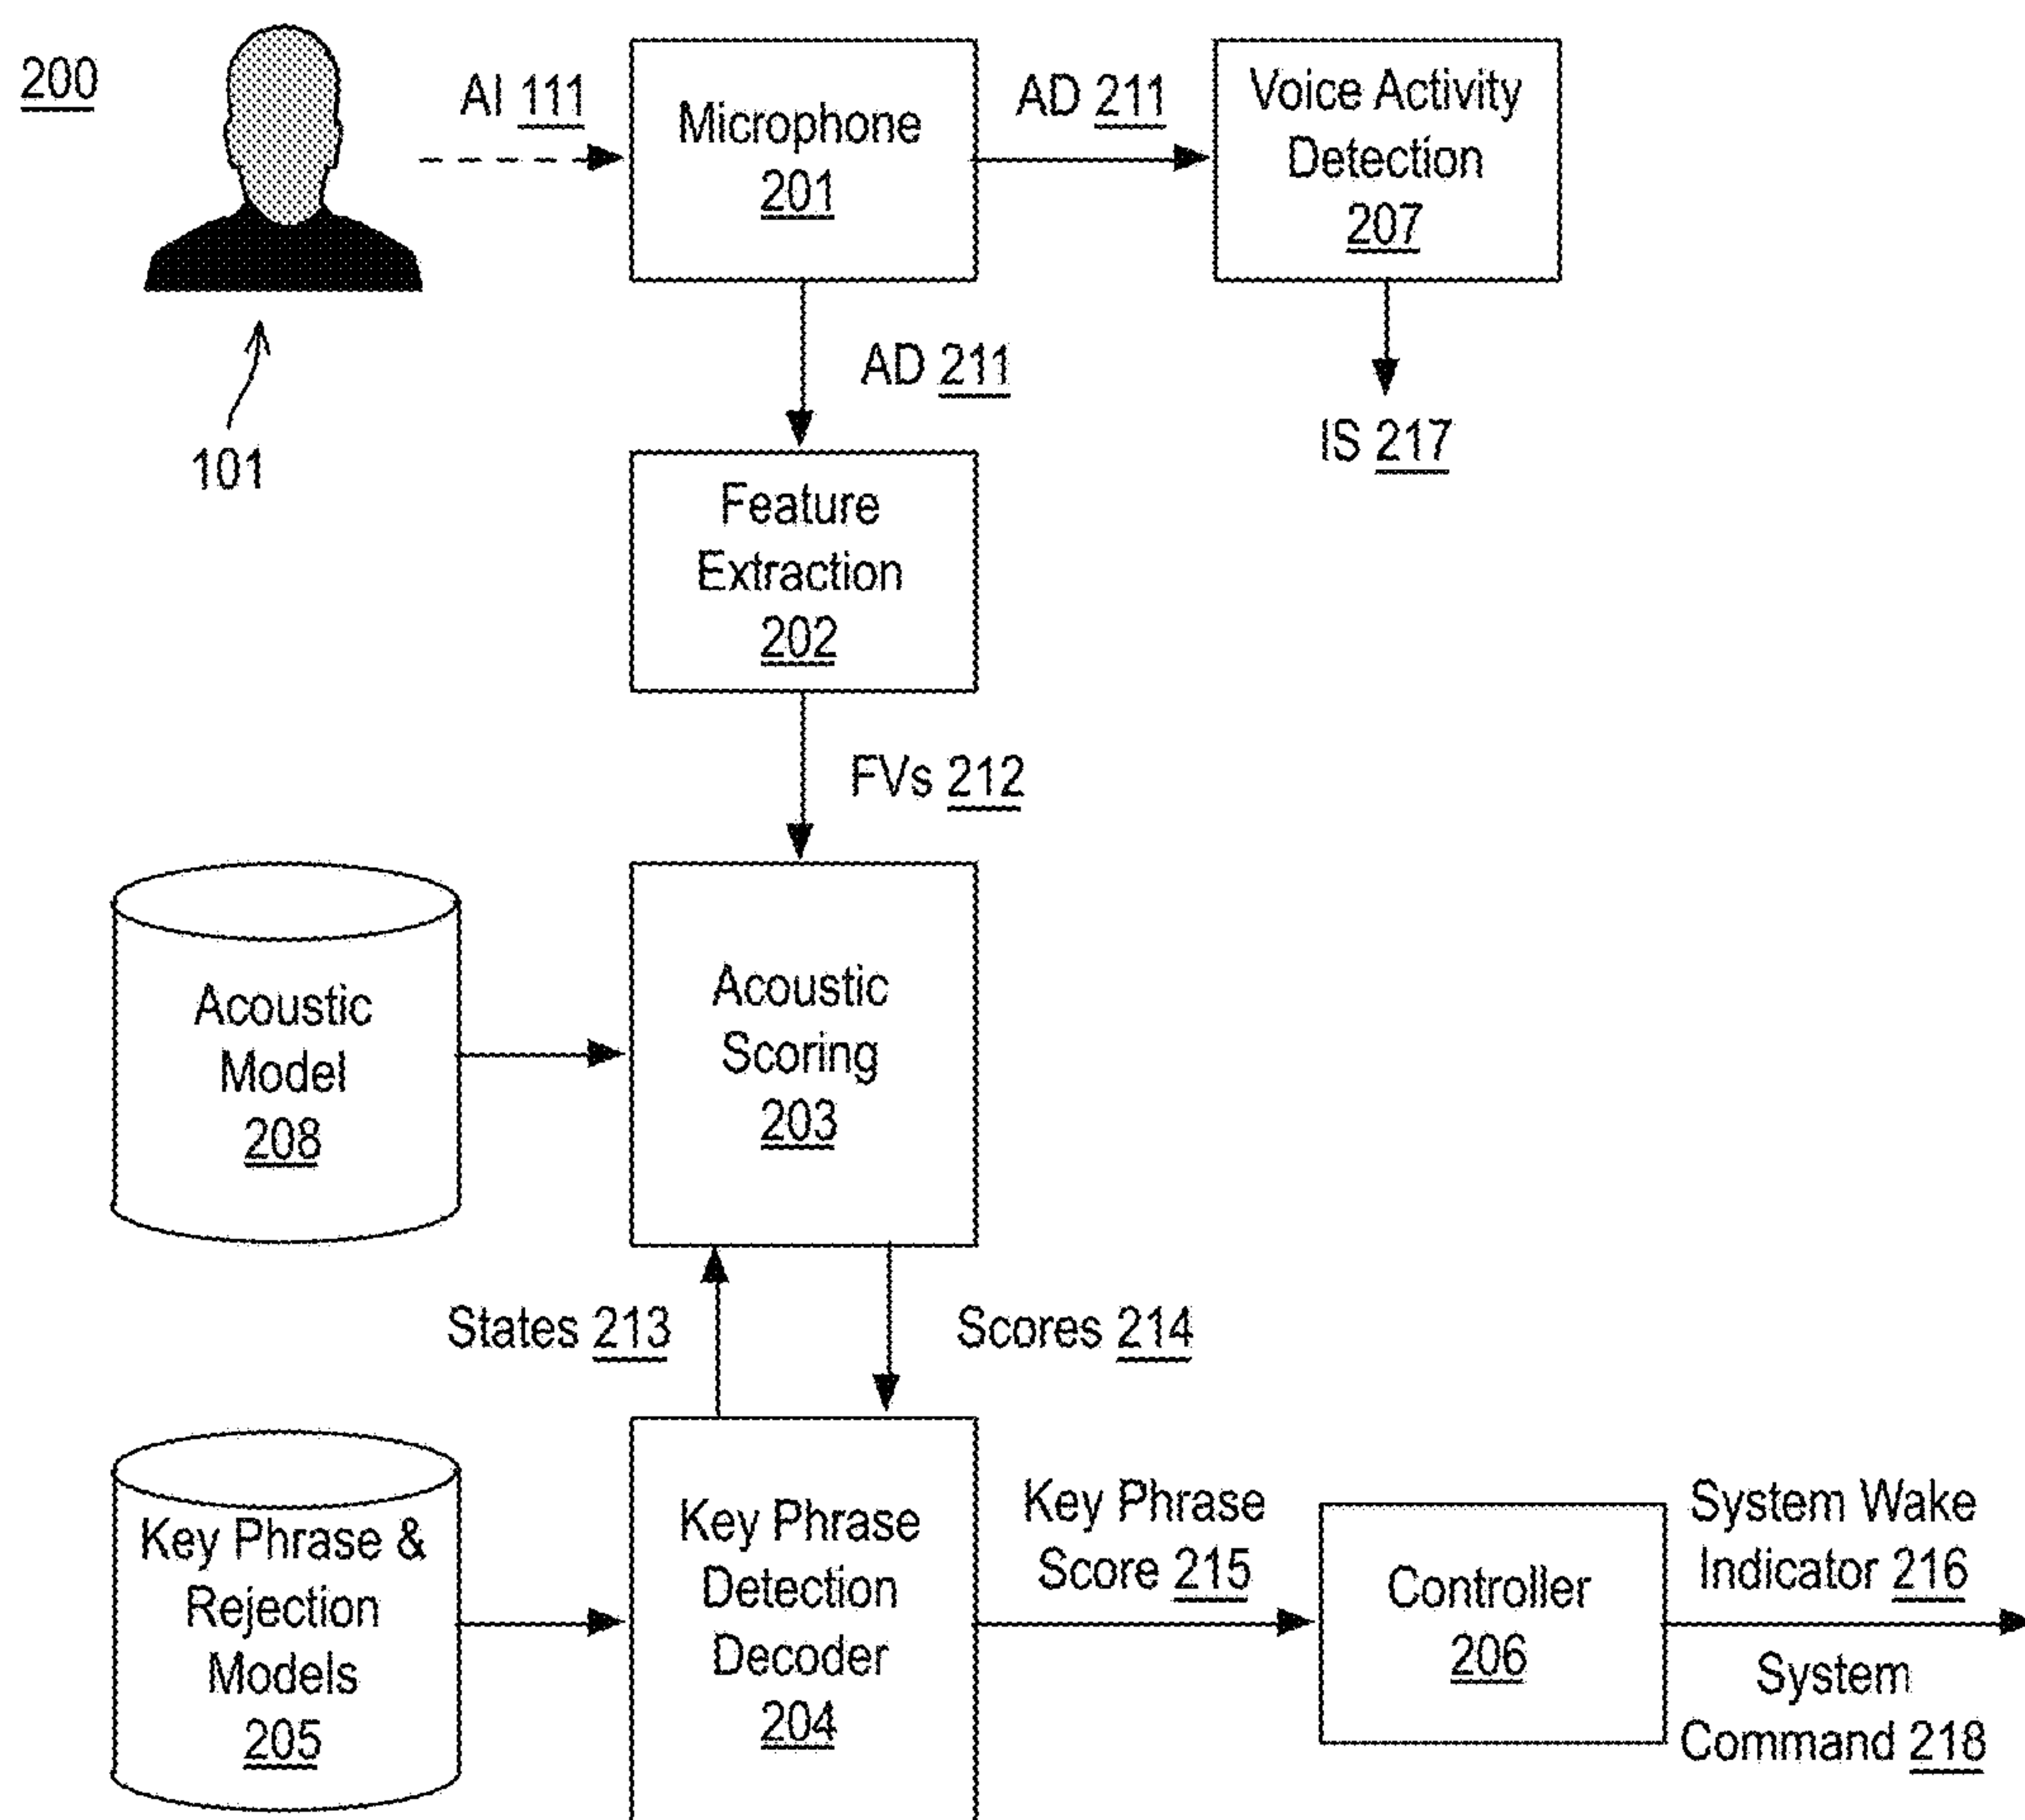 200
AI 111
Microphone
201
AD 211
Voice Activity
Detection
207
101
AD 211
IS 217
Feature
Extraction
202
FVs 212
Acoustic
Model
208
Acoustic
Scoring
203
States 213
Scores 214
Key Phrase &
Rejection
Models
205
Key Phrase
Detection
Decoder
204
Key Phrase
Score 215
Controller
206
System Wake
Indicator 216
System
Command 218